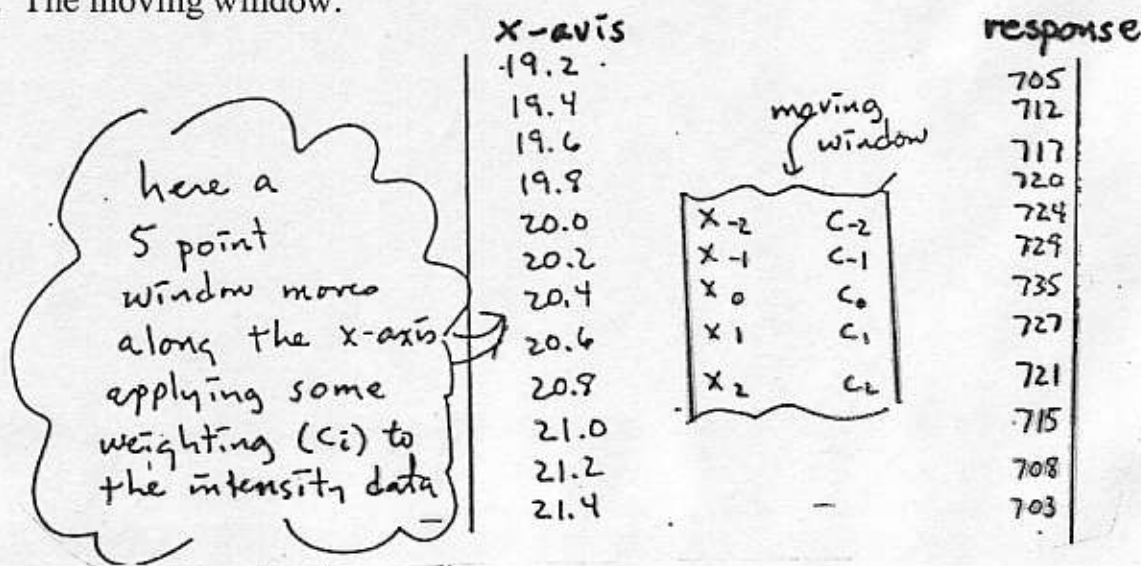 The moving window.
x-axis
response
19.2
19.4
19.6
19.8
20.0
20.2
20.4
20.6
20.8
21.0
21.2
21.4
here a
5 point
window moves
along the x-axis
applying some
weighting (Ci) to
the intensity data
moving
window
X-2 C-2
X-1 C-1
X0 C0
X1 C1
X2 C2
705
712
717
720
724
729
735
727
721
715
708
703